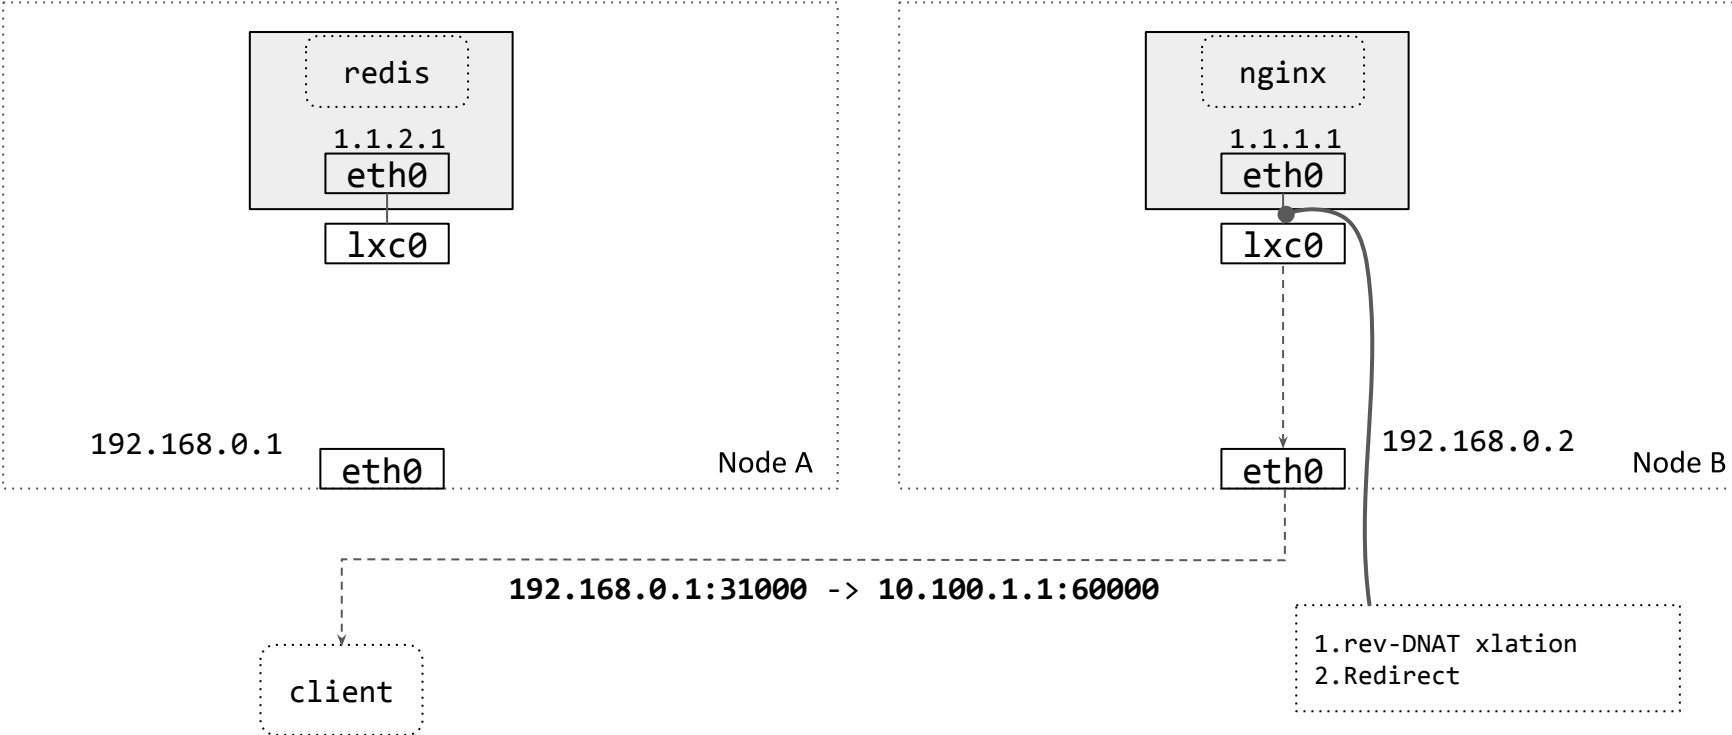 redis
1.1.2.1
eth0
lxc0
192.168.0.1
eth0
Node A
nginx
1.1.1.1
eth0
lxc0
192.168.0.2
eth0
Node B
192.168.0.1:31000 -> 10.100.1.1:60000
client
1.rev-DNAT xlation
2.Redirect